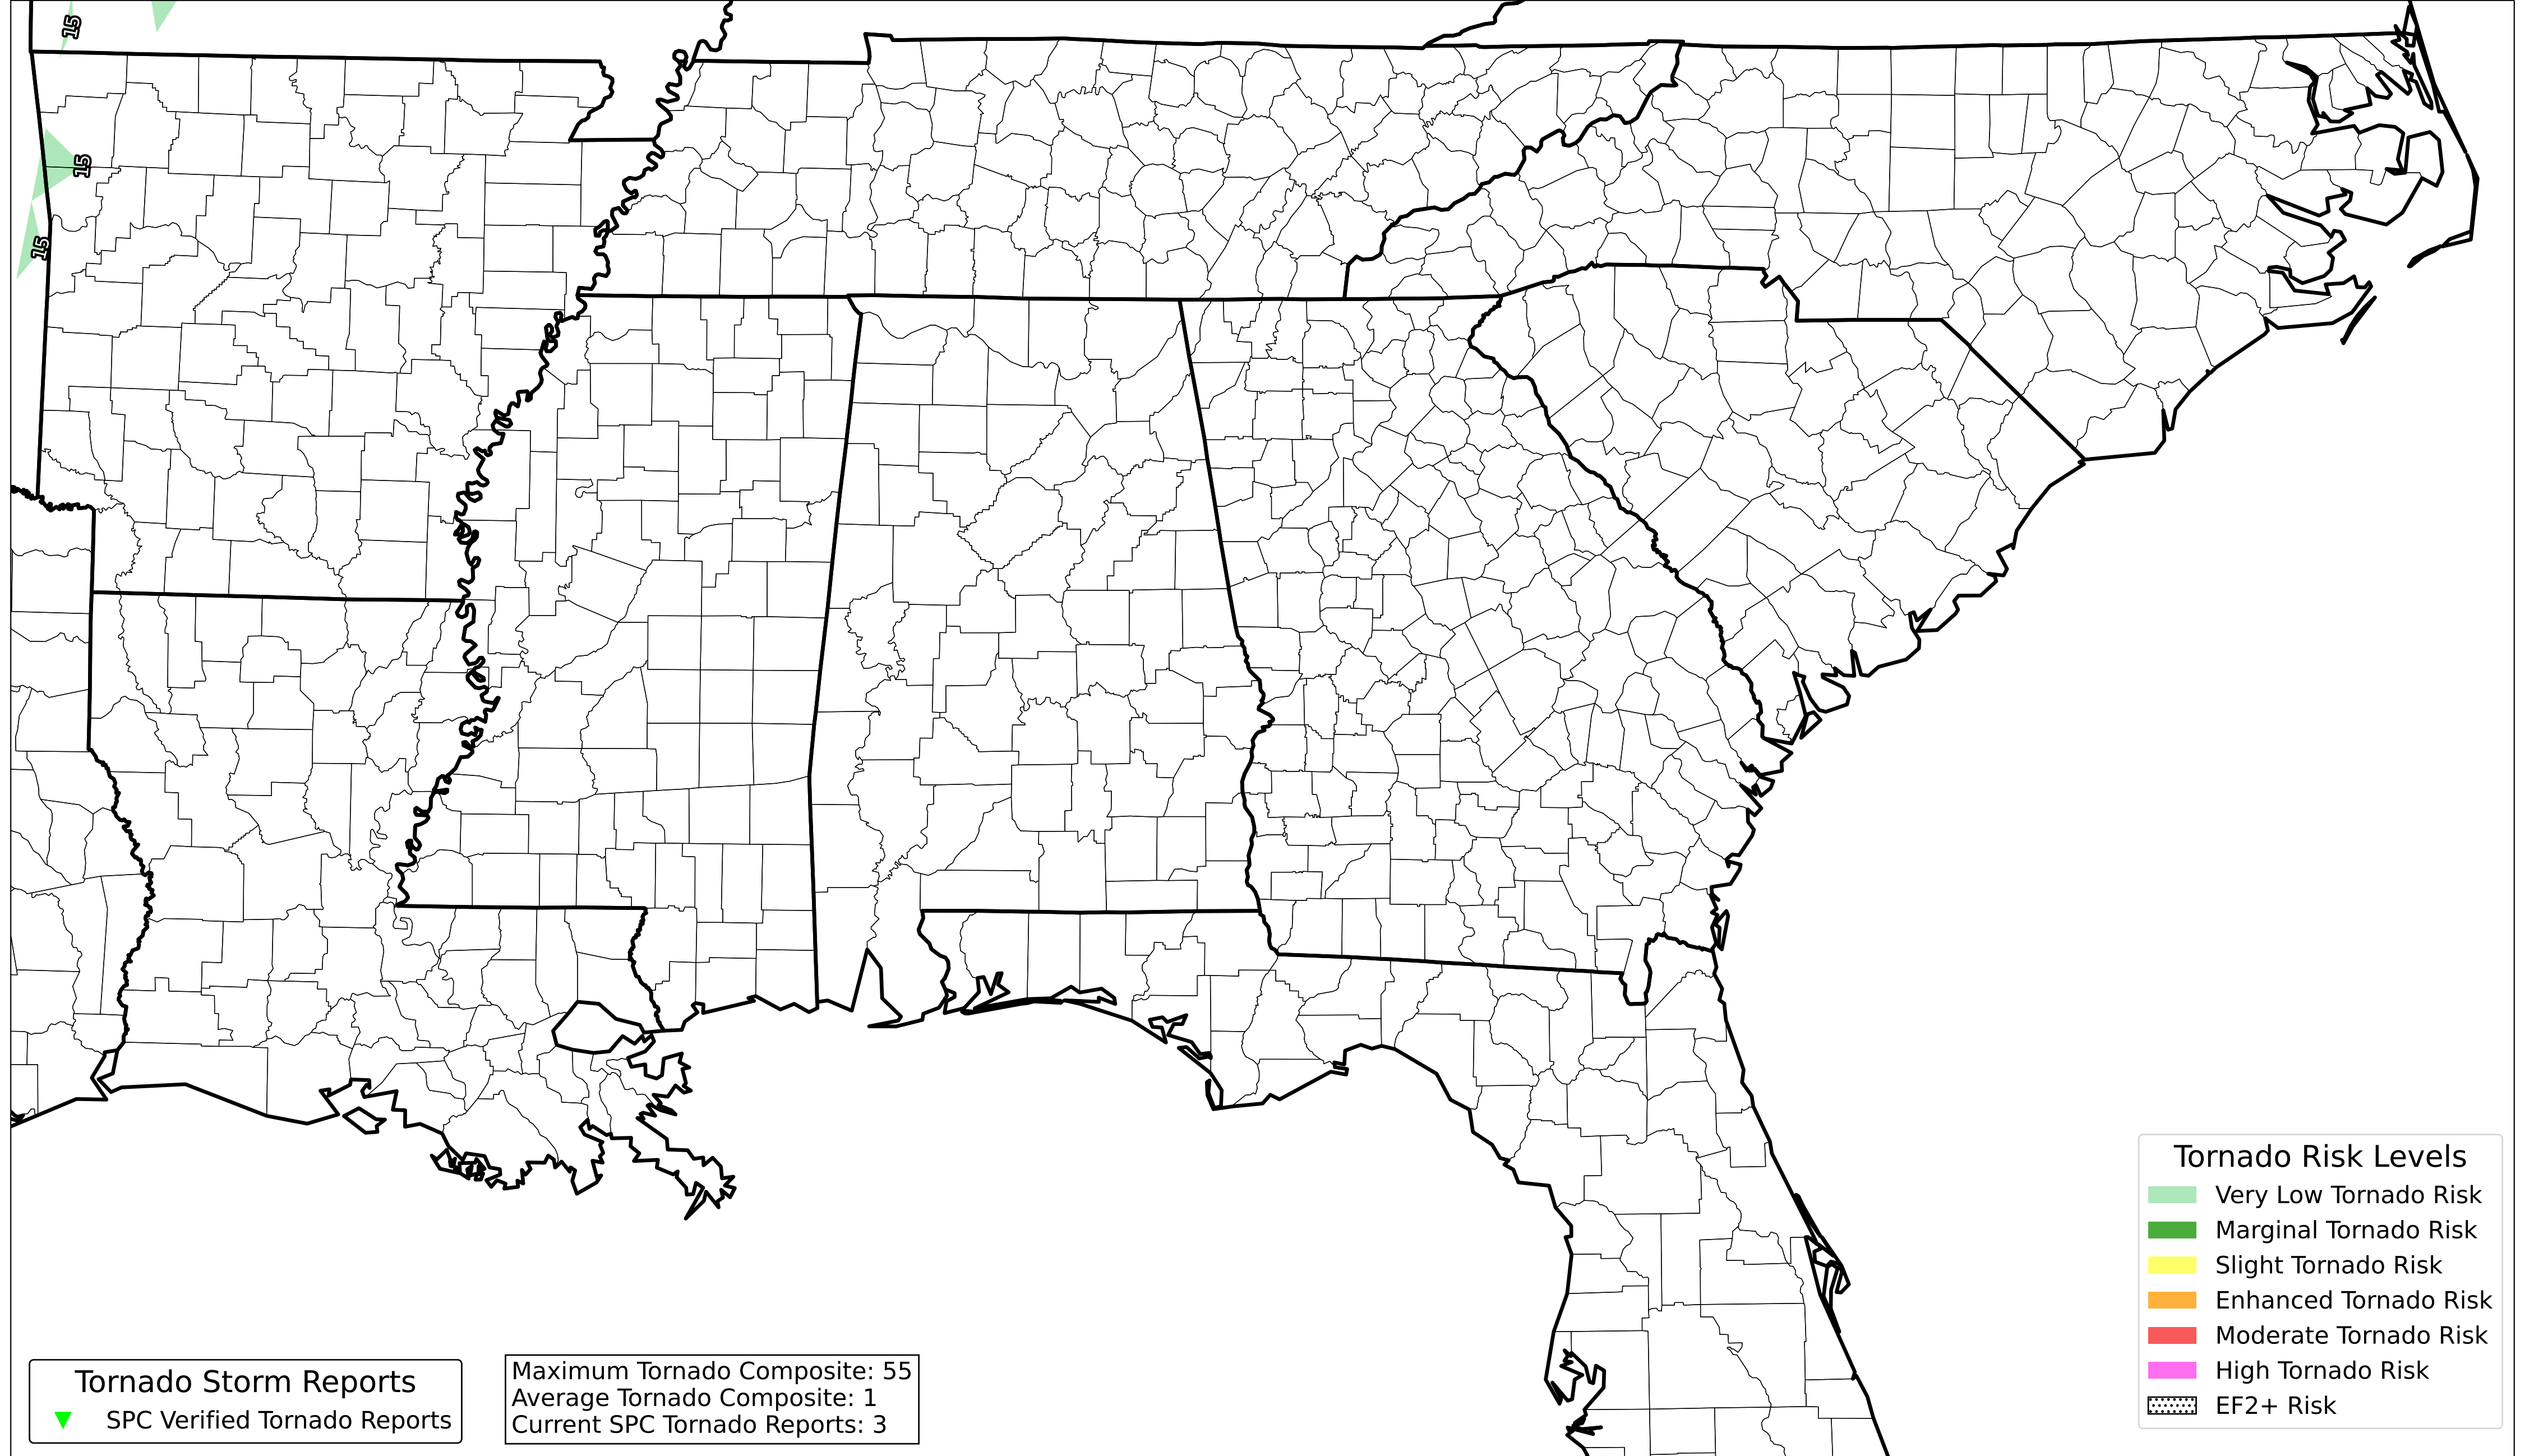 15
15
15
Tornado Risk Levels
Very Low Tornado Risk
Marginal Tornado Risk
Slight Tornado Risk
Enhanced Tornado Risk
Moderate Tornado Risk
High Tornado Risk
EF2+ Risk
Tornado Storm Reports
SPC Verified Tornado Reports
Maximum Tornado Composite: 55
Average Tornado Composite: 1
Current SPC Tornado Reports: 3